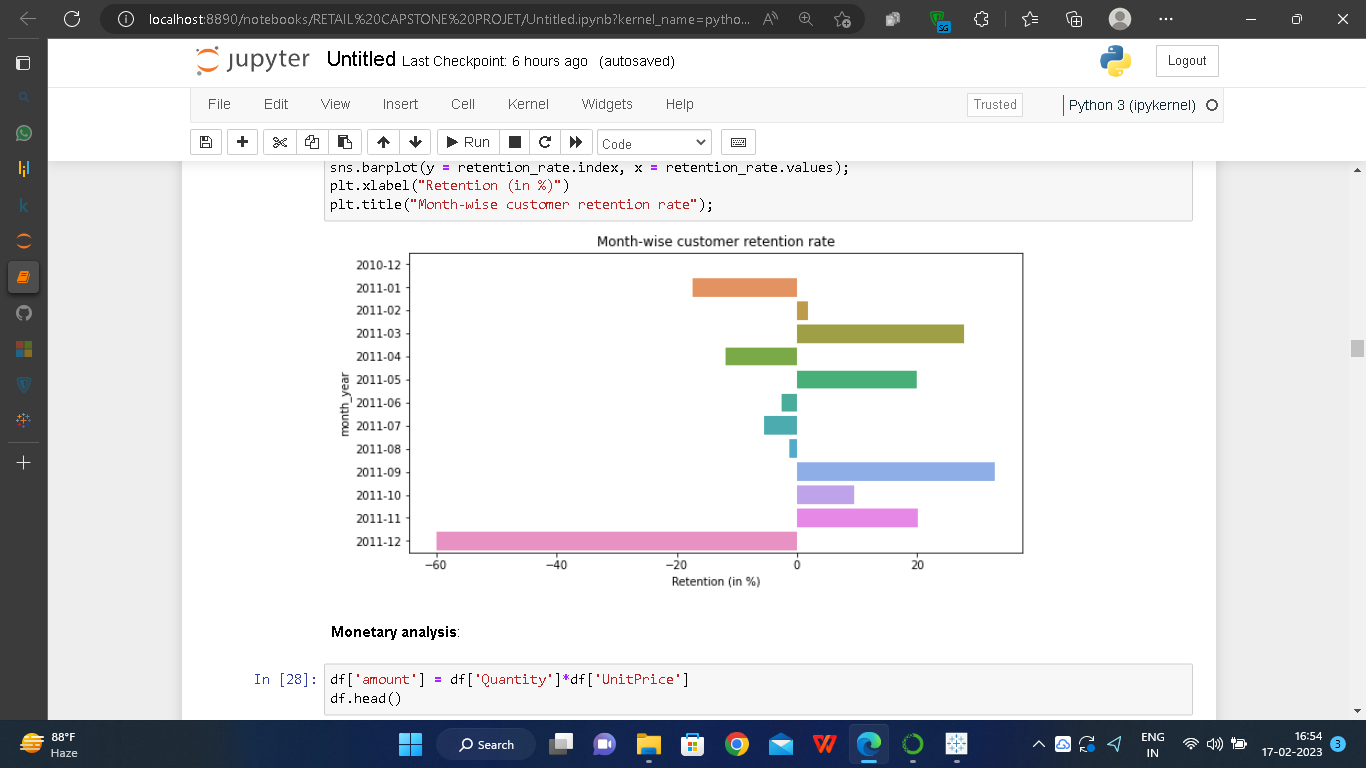 localhost:8890/notebooks/RETAIL%20CAPSTONE%20PROJET/Untitled.ipynb?kernel_name=pytho...
SG
jupyter Untitled Last Checkpoint: 6 hours ago (autosaved)
Logout
File Edit View Insert Cell Kernel Widgets Help
Trusted
Python 3 (ipykernel)
Run
Code
sns.barplot(y = retention_rate.index, x = retention_rate.values);
plt.xlabel("Retention (in %)")
plt.title("Month-wise customer retention rate");
Month-wise customer retention rate
2010-12
2011-01
2011-02
2011-03
2011-04
2011-05
2011-06
2011-07
2011-08
2011-09
2011-10
2011-11
2011-12
month_year
−60 −40 −20 0 20
Retention (in %)
Monetary analysis:
In [28]: df['amount'] = df['Quantity']*df['UnitPrice']
df.head()
88°F
Haze
Search
ENG
IN
16:54
17-02-2023
3